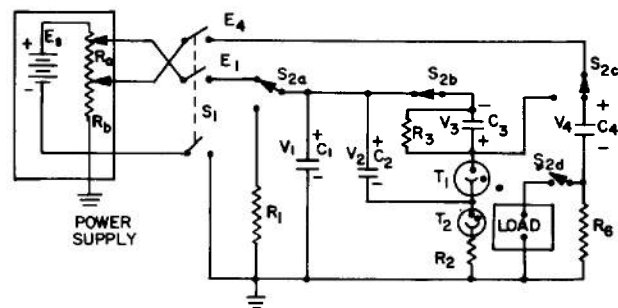 E4
+ Es
Ra
E1
S2a
S2b
S2c
S1
Rb
−
R3
V3
C3
−
+
V4
C4
+
−
V1
C1
+
−
V2
C2
+
−
T1
S2d
R1
T2
LOAD
R6
R2
POWER
SUPPLY